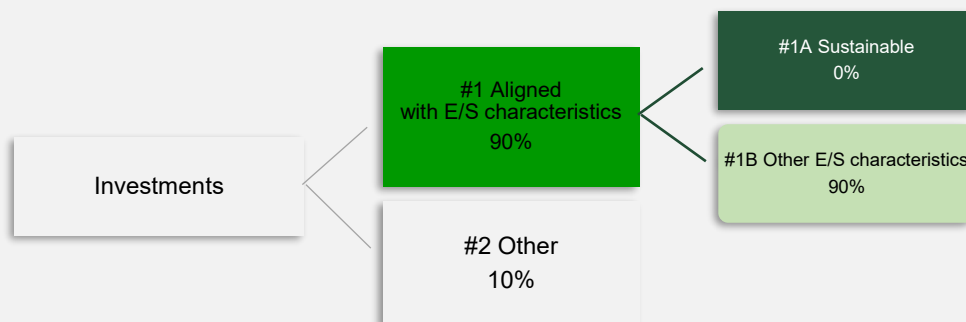 #1A Sustainable
0%
#1 Aligned
with E/S characteristics
90%
#1B Other E/S characteristics
90%
Investments
#2 Other
10%